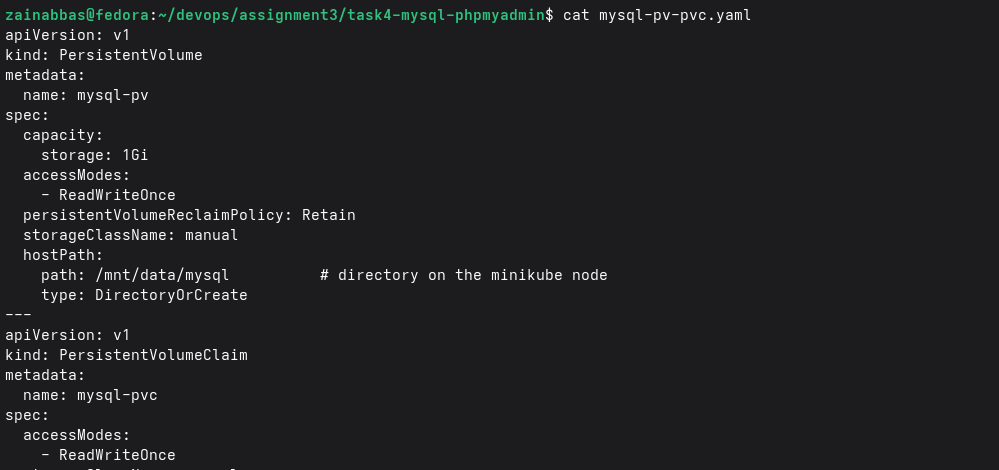 zainabbas@fedora:~/devops/assignment3/task4-mysql-phpmyadmin$ cat mysql-pv-pvc.yaml
apiVersion: v1
kind: PersistentVolume
metadata:
  name: mysql-pv
spec:
  capacity:
    storage: 1Gi
  accessModes:
    - ReadWriteOnce
  persistentVolumeReclaimPolicy: Retain
  storageClassName: manual
  hostPath:
    path: /mnt/data/mysql          # directory on the minikube node
    type: DirectoryOrCreate
---
apiVersion: v1
kind: PersistentVolumeClaim
metadata:
  name: mysql-pvc
spec:
  accessModes:
    - ReadWriteOnce